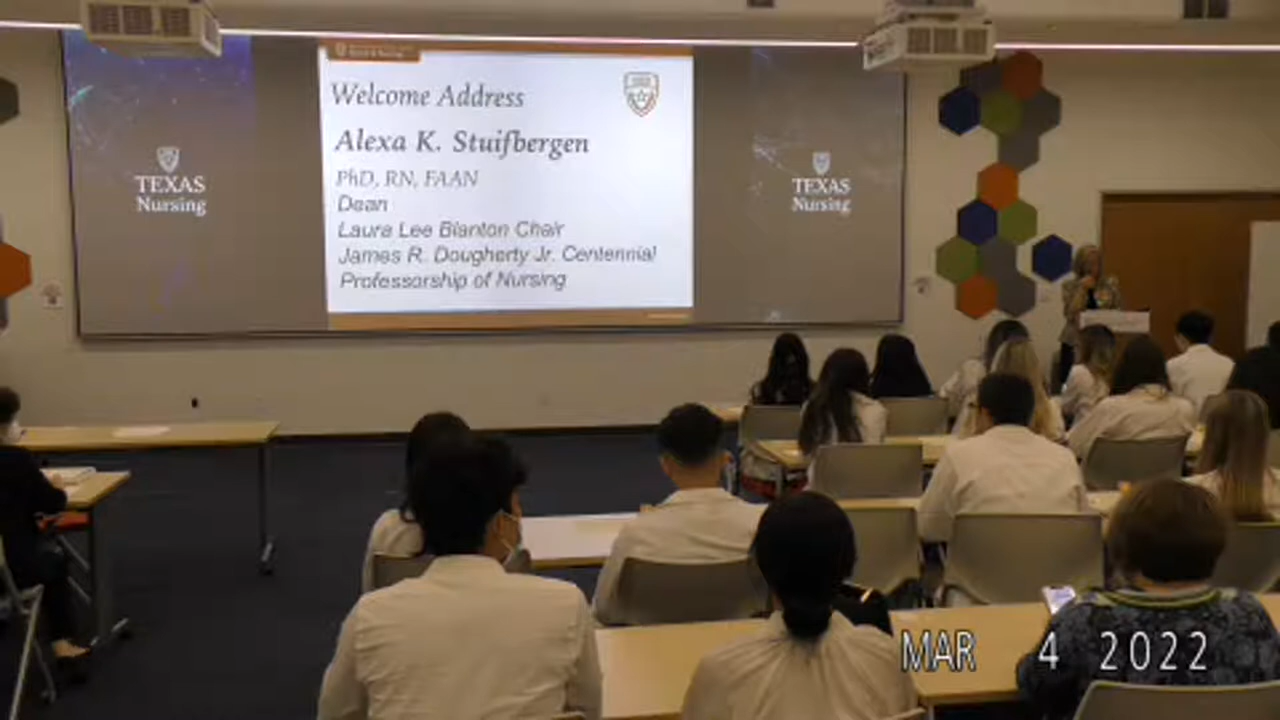 Welcome Address
Alexa K. Stuifbergen
PhD, RN, FAAN
Dean
Laura Lee Blanton Chair
James R. Dougherty Jr. Centennial
Professorship of Nursing
TEXAS
Nursing
TEXAS
Nursing
MAR 4 2022